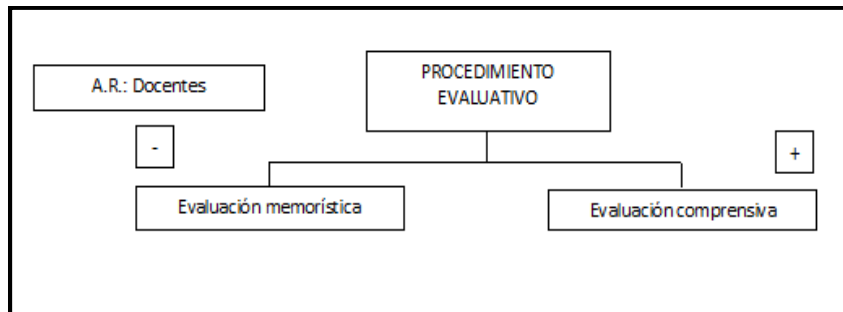 A.R.: Docentes
PROCEDIMIENTO
EVALUATIVO
-
+
Evaluación memorística
Evaluación comprensiva